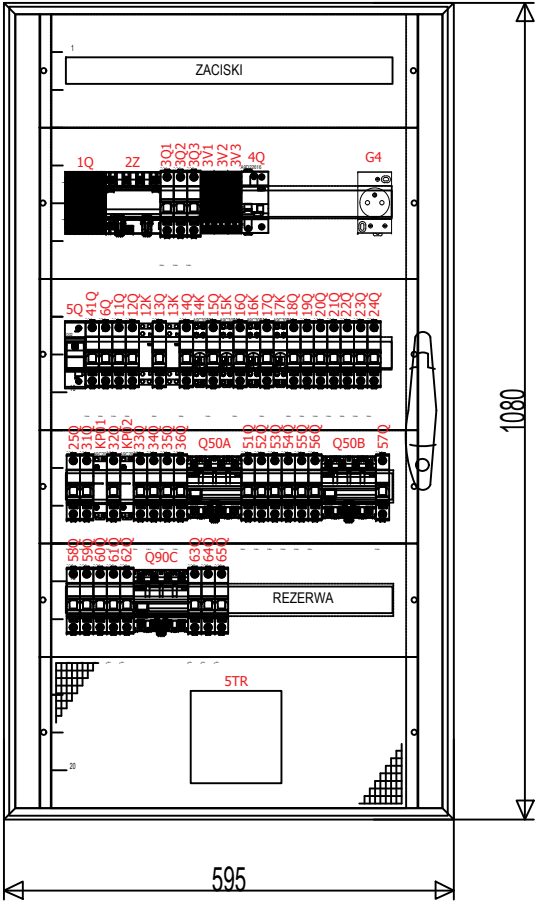 1
ZACISKI
1Q 2Z 3Q1 3Q2 3Q3 3V1 3V2 3V3 4Q G4
5Q 41Q 6Q 11Q 12Q 12K 13Q 13K 14Q 14K 15Q 15K 16Q 16K 17Q 17K 18Q 19Q 20Q 21Q 22Q 23Q 24Q
25Q 31Q KP01 32Q KP02 33Q 34Q 35Q 36Q Q50A 51Q 52Q 53Q 54Q 55Q 56Q Q50B 57Q
58Q 59Q 60Q 61Q 62Q Q90C 63Q 64Q 65Q
REZERWA
5TR
20
1080
595